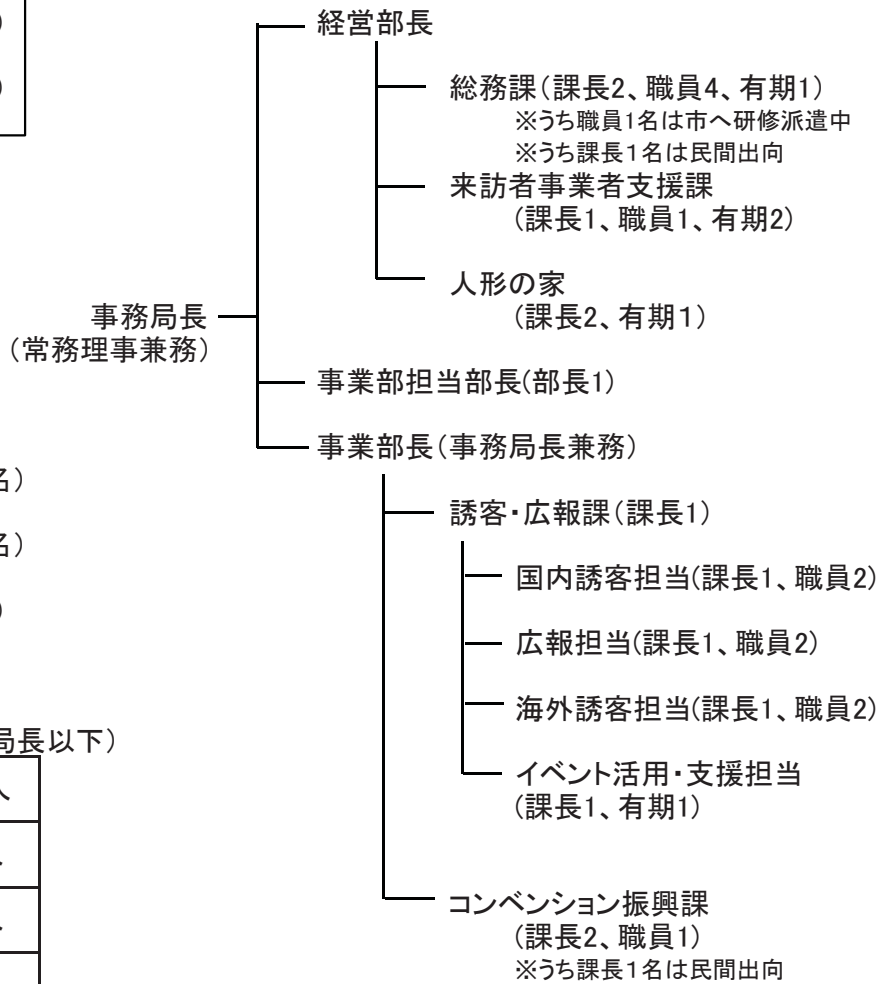 経営部長
総務課（課長2、職員4、有期1）
※うち職員1名は市へ研修派遣中
※うち課長１名は民間出向
来訪者事業者支援課
（課長1、職員1、有期2）
人形の家
（課長2、有期１）
事務局長
（常務理事兼務）
事業部担当部長(部長1)
事業部長（事務局長兼務）
名）
誘客・広報課(課長1)
名）
国内誘客担当(課長1、職員2)
広報担当(課長1、職員2)
海外誘客担当(課長1、職員2)
局長以下）
イベント活用・支援担当
（課長1、有期1）
人
コンベンション振興課
（課長2、職員1）
※うち課長１名は民間出向